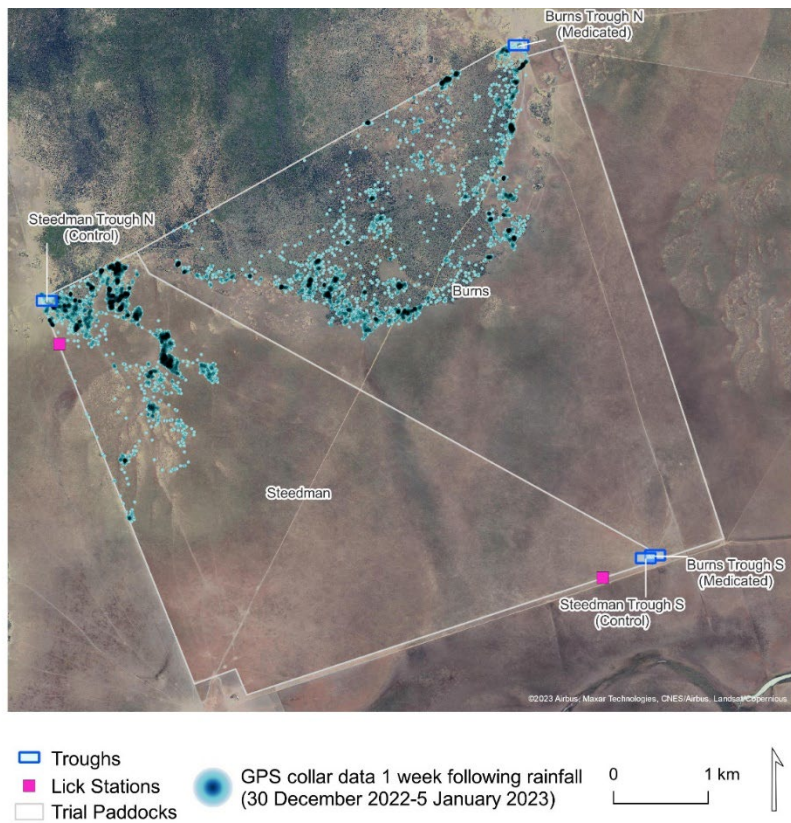 Burns Trough N
(Medicated)
Steedman Trough N
(Control)
Burns
Steedman
Burns Trough S
(Medicated)
Steedman Trough S
(Control)
©2023 Airbus, Maxar Technologies, CNES/Airbus, Landsat/Copernicus
Troughs
Lick Stations
Trial Paddocks
GPS collar data 1 week following rainfall
(30 December 2022-5 January 2023)
0 1 km